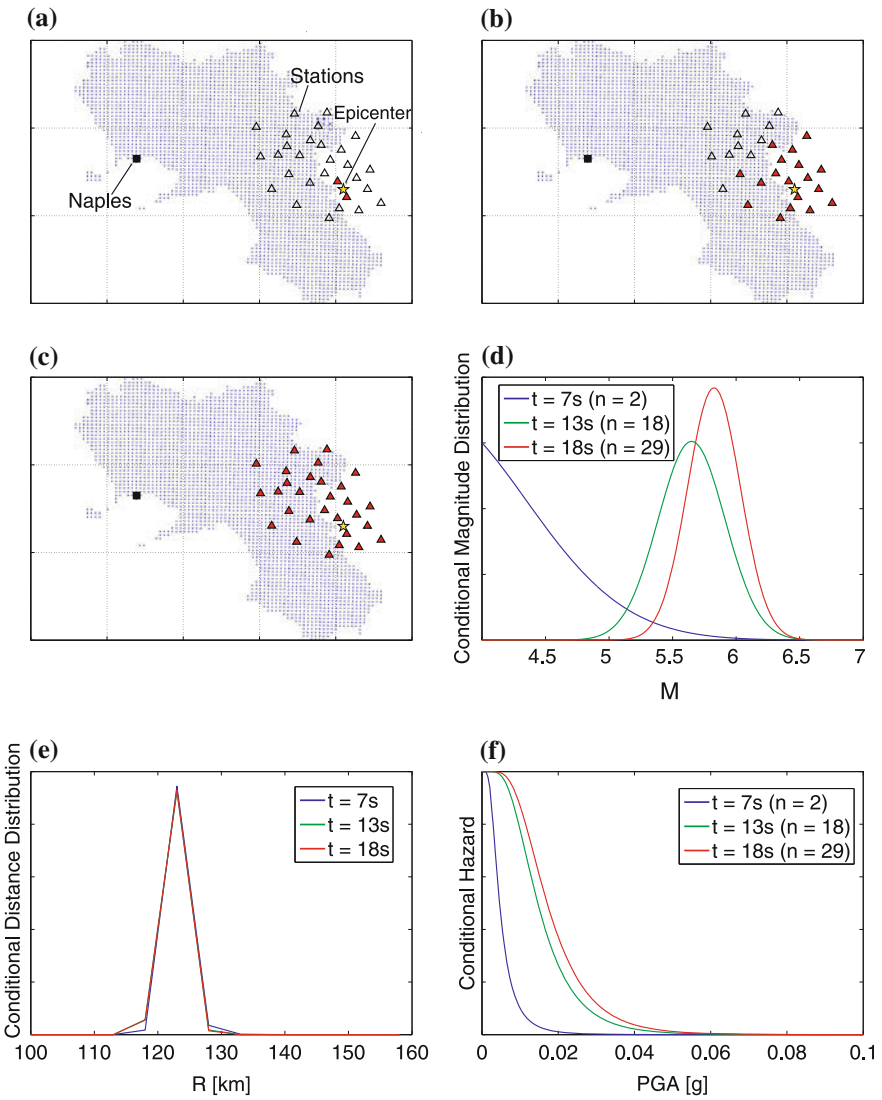 (a)
Stations
Epicenter
Naples
(b)
(c)
(d)
Conditional Magnitude Distribution
t = 7s (n = 2)
t = 13s (n = 18)
t = 18s (n = 29)
4.5 5 5.5 6 6.5 7
M
(e)
Conditional Distance Distribution
t = 7s
t = 13s
t = 18s
100 110 120 130 140 150 160
R [km]
(f)
Conditional Hazard
t = 7s (n = 2)
t = 13s (n = 18)
t = 18s (n = 29)
0 0.02 0.04 0.06 0.08 0.1
PGA [g]